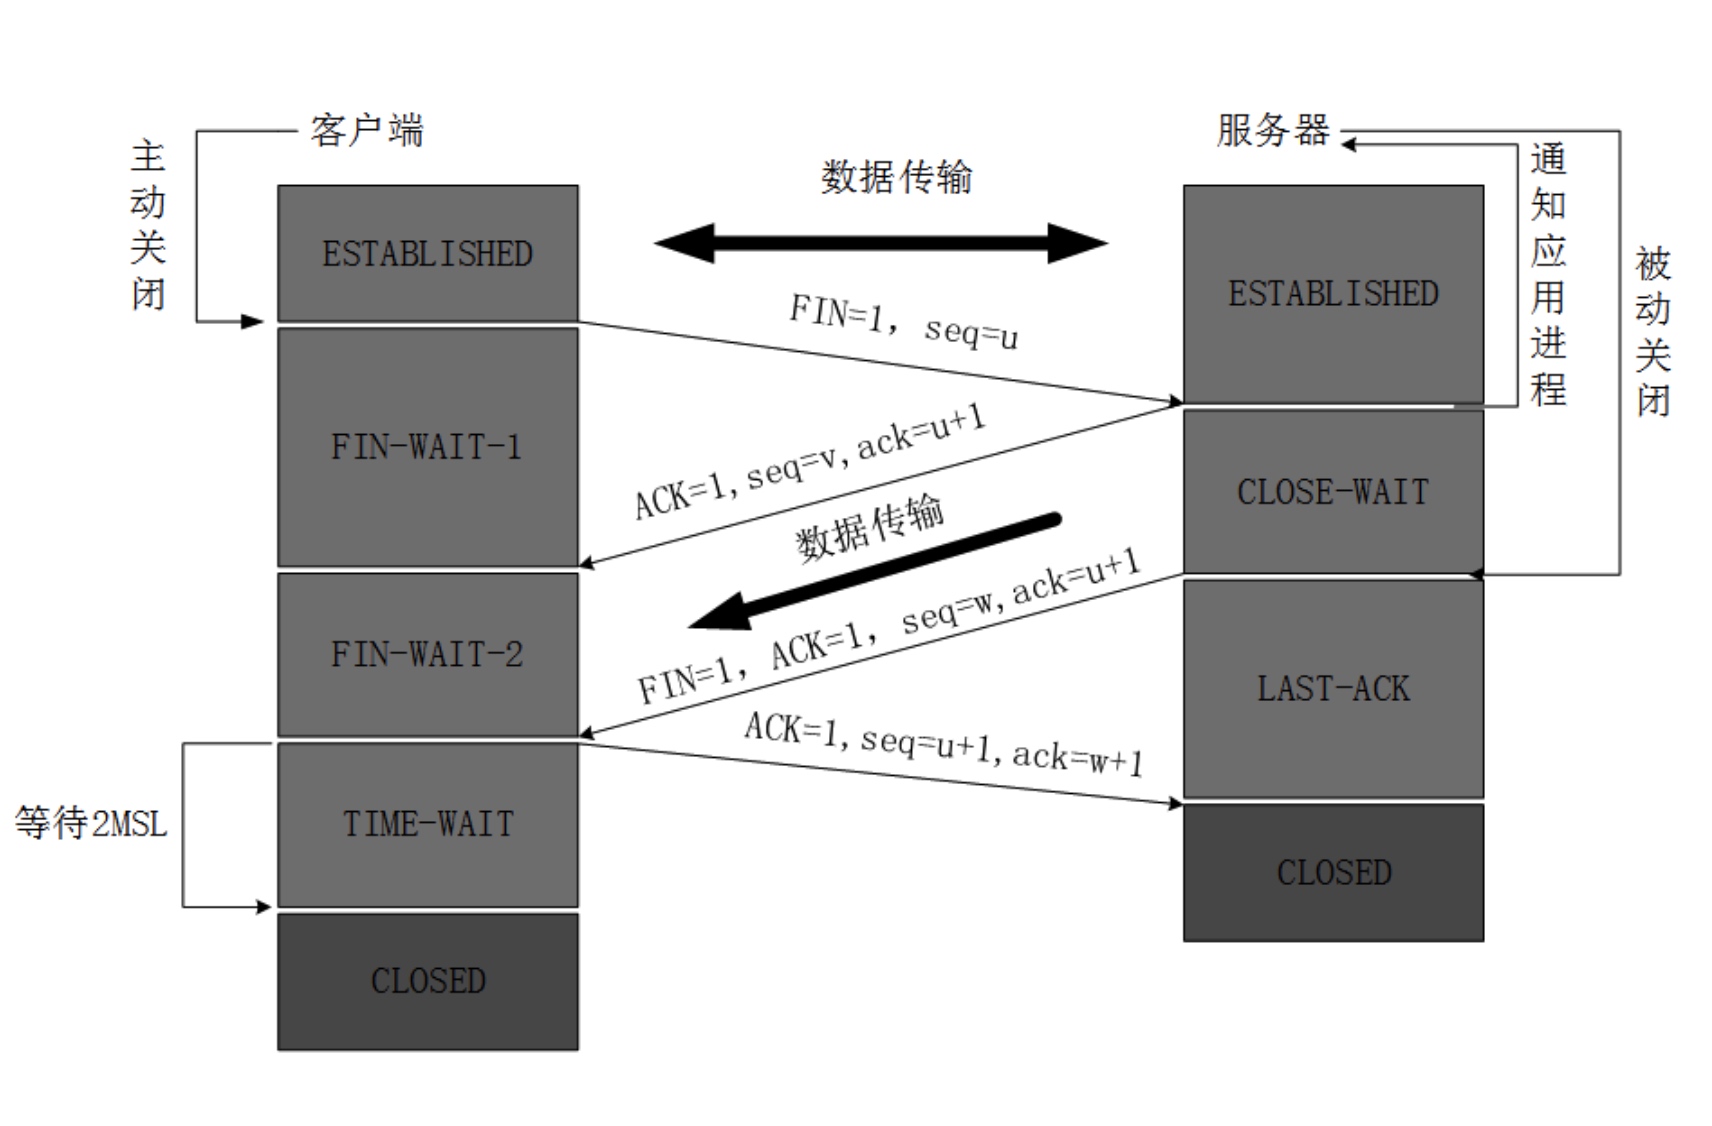 客户端
服务器
主动关闭
数据传输
通知应用进程
被动关闭
ESTABLISHED
ESTABLISHED
FIN=1, seq=u
FIN-WAIT-1
ACK=1,seq=v,ack=u+1
CLOSE-WAIT
数据传输
FIN=1, ACK=1, seq=w,ack=u+1
FIN-WAIT-2
LAST-ACK
ACK=1,seq=u+1,ack=w+1
等待2MSL
TIME-WAIT
CLOSED
CLOSED